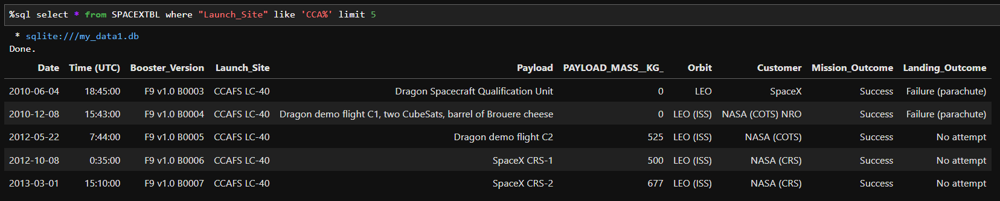 %sql select * from SPACEXTBL where "Launch_Site" like 'CCA%' limit 5
* sqlite:///my_data1.db
Done.
Date Time (UTC) Booster_Version Launch_Site Payload PAYLOAD_MASS__KG_ Orbit Customer Mission_Outcome Landing_Outcome
2010-06-04 18:45:00 F9 v1.0 B0003 CCAFS LC-40 Dragon Spacecraft Qualification Unit 0 LEO SpaceX Success Failure (parachute)
2010-12-08 15:43:00 F9 v1.0 B0004 CCAFS LC-40 Dragon demo flight C1, two CubeSats, barrel of Brouere cheese 0 LEO (ISS) NASA (COTS) NRO Success Failure (parachute)
2012-05-22 7:44:00 F9 v1.0 B0005 CCAFS LC-40 Dragon demo flight C2 525 LEO (ISS) NASA (COTS) Success No attempt
2012-10-08 0:35:00 F9 v1.0 B0006 CCAFS LC-40 SpaceX CRS-1 500 LEO (ISS) NASA (CRS) Success No attempt
2013-03-01 15:10:00 F9 v1.0 B0007 CCAFS LC-40 SpaceX CRS-2 677 LEO (ISS) NASA (CRS) Success No attempt